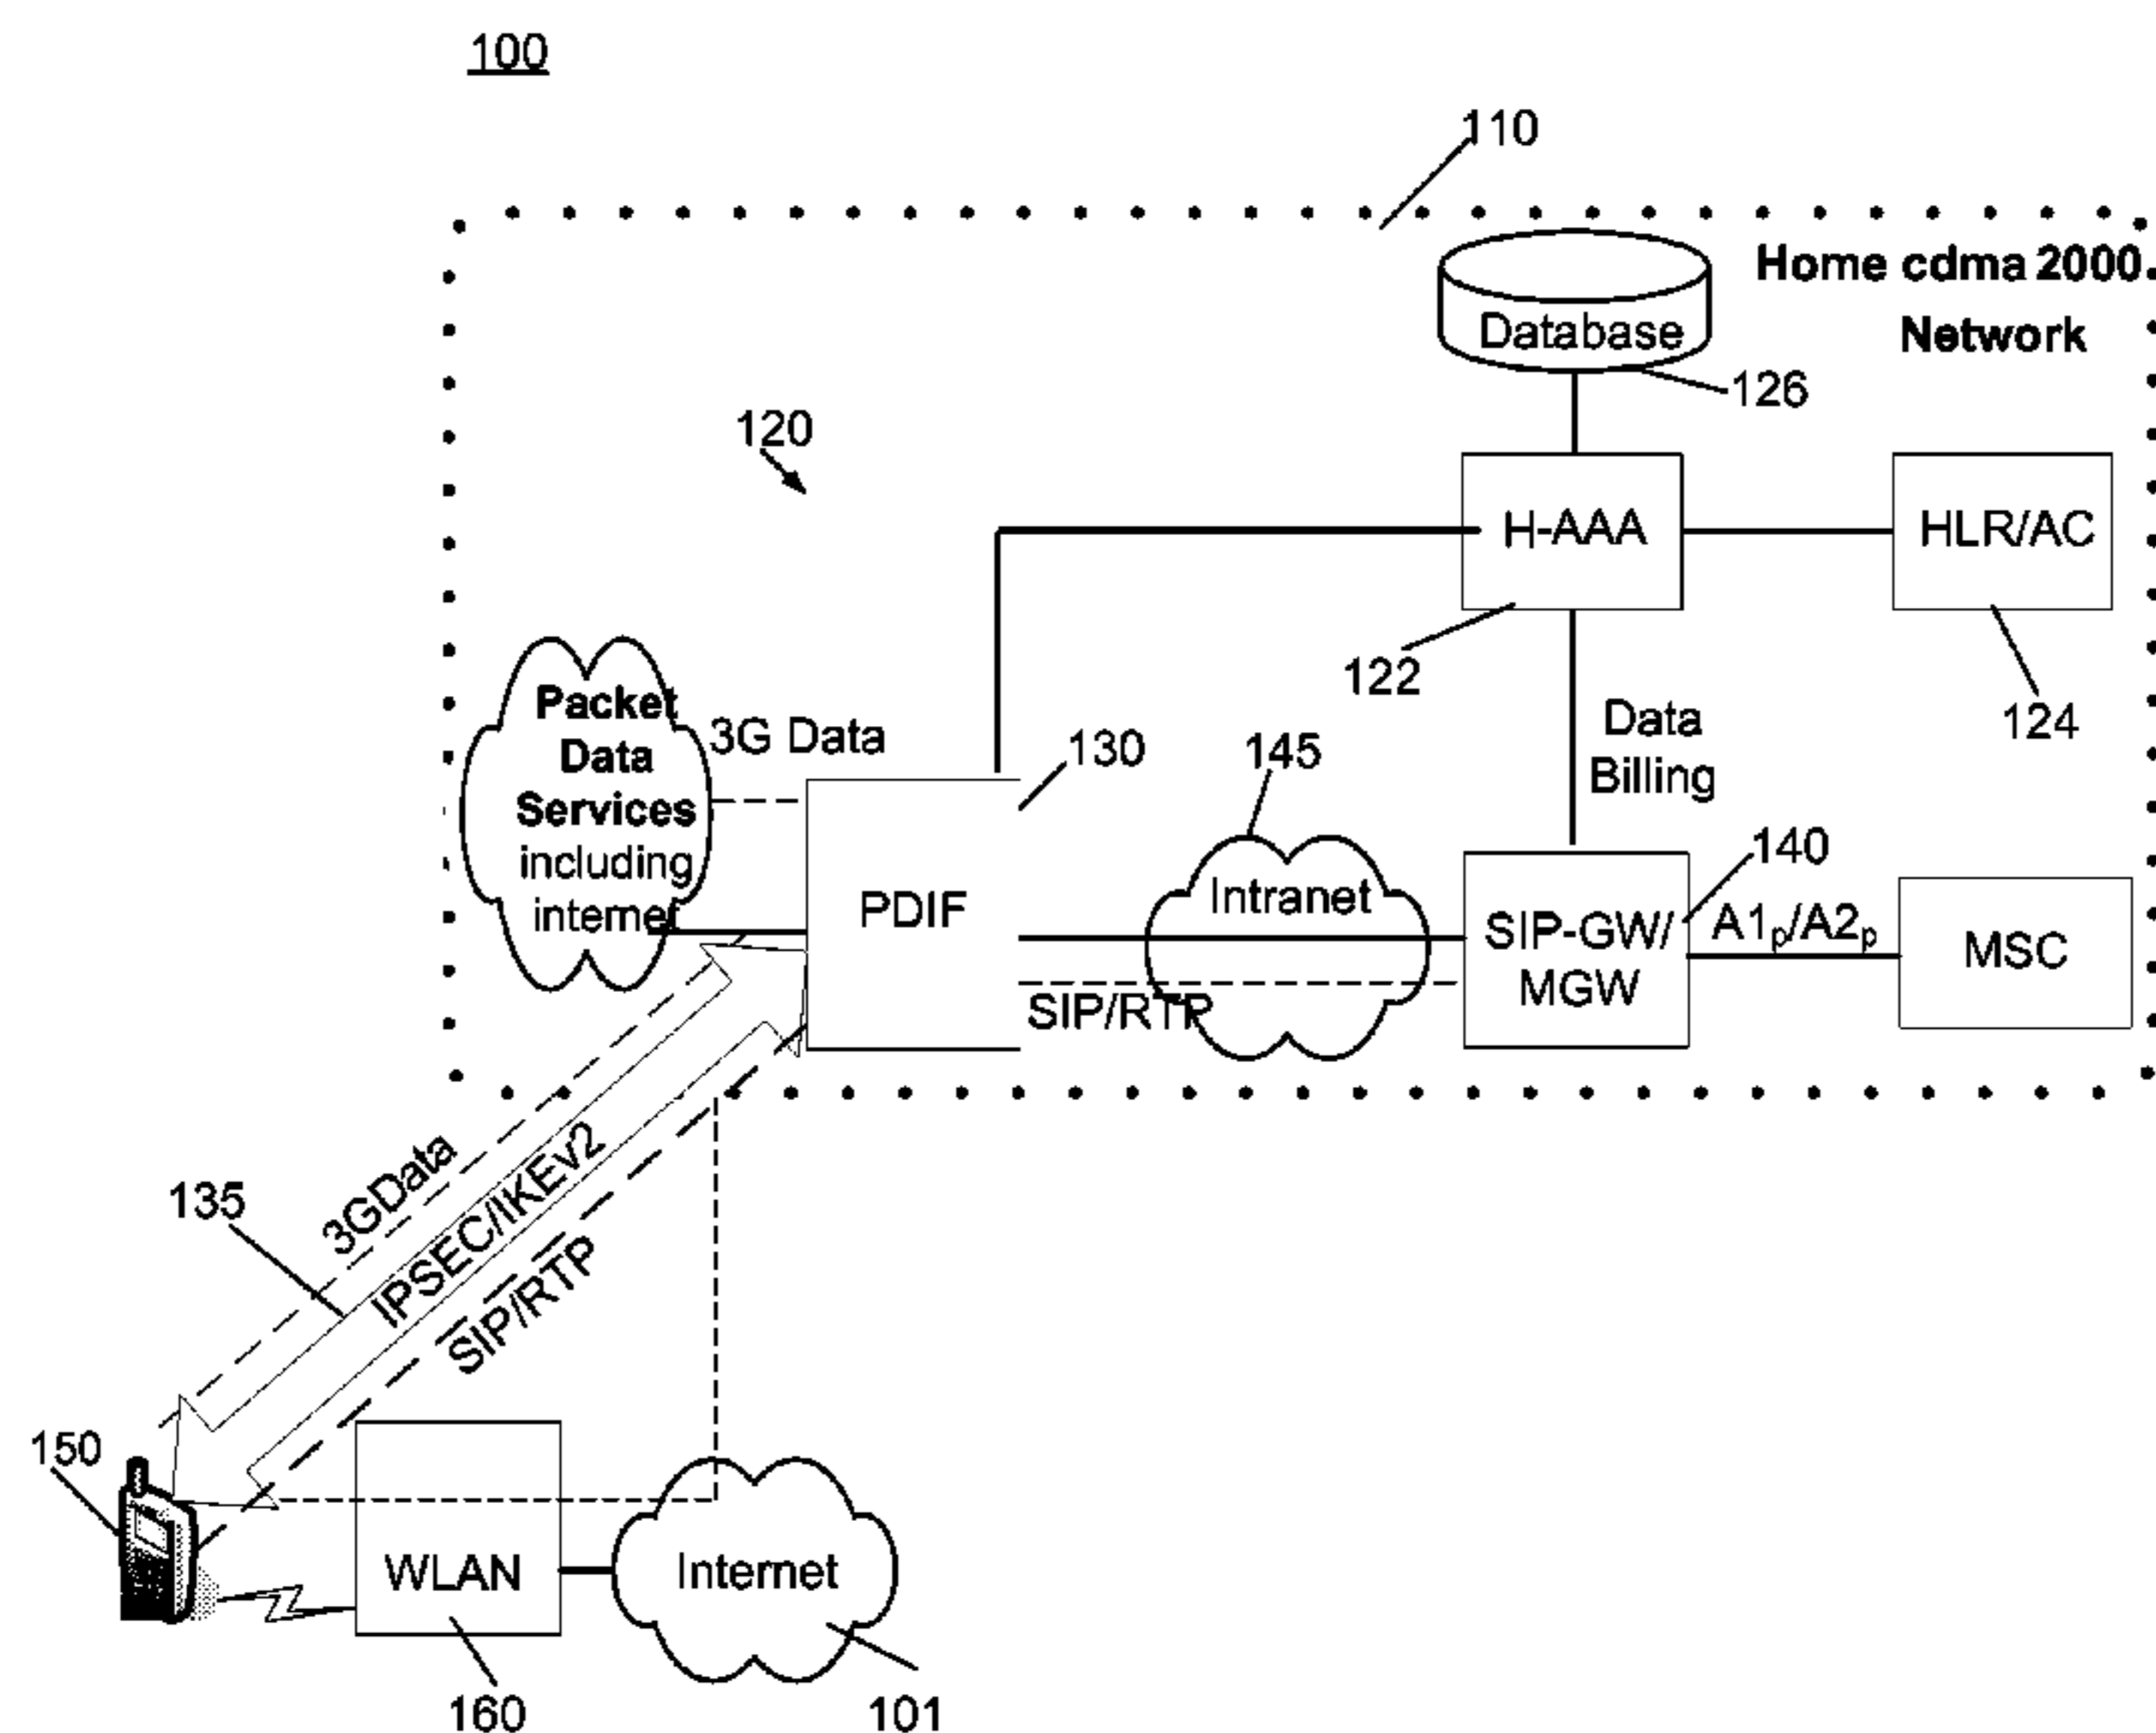 100
110
Home cdma 2000
Network
Database
126
120
H-AAA
HLR/AC
122
124
Packet
Data
Services
including
internet
3G Data
130
145
Data
Billing
140
PDIF
Intranet
SIP-GW/
MGW
A1p/A2p
MSC
SIP/RTP
135
3GData
IPSEC/IKEv2
SIP/RTP
150
WLAN
Internet
160
101